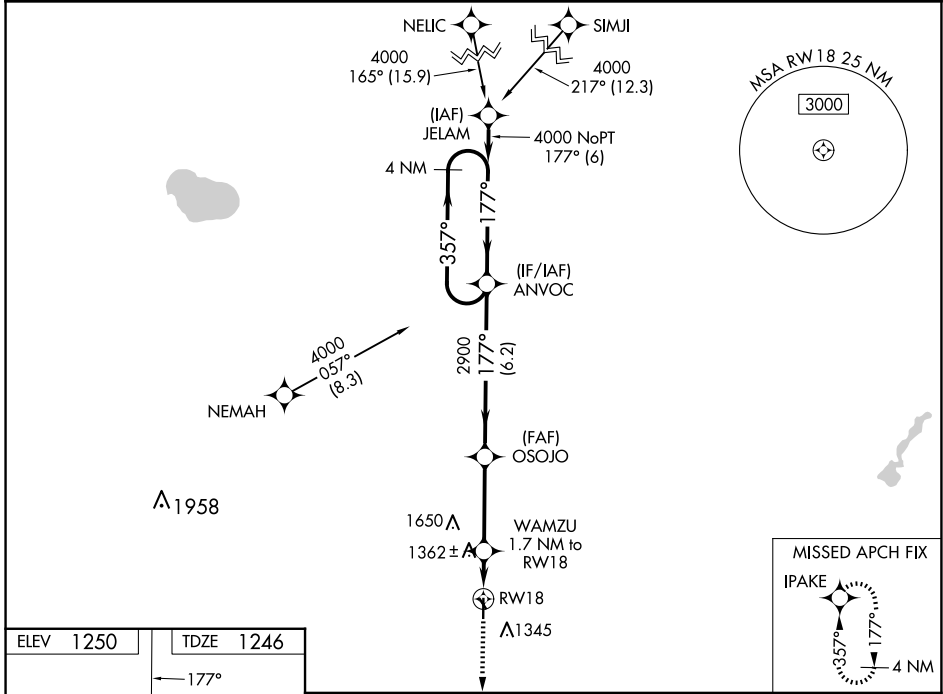 NELIC
SIMJI
4000
165° (15.9)
4000
217° (12.3)
MSA RW18 25 NM
3000
(IAF)
JELAM
4000 NoPT
177° (6)
4 NM
357°
177°
(IF/IAF)
ANVOC
4000
057°
(8.3)
NEMAH
2900
177°
(6.2)
(FAF)
OSOJO
1958
1650
1362 ±
WAMZU
1.7 NM to
RW18
RW18
1345
MISSED APCH FIX
IPAKE
357°
177°
4 NM
ELEV 1250
TDZE 1246
177°